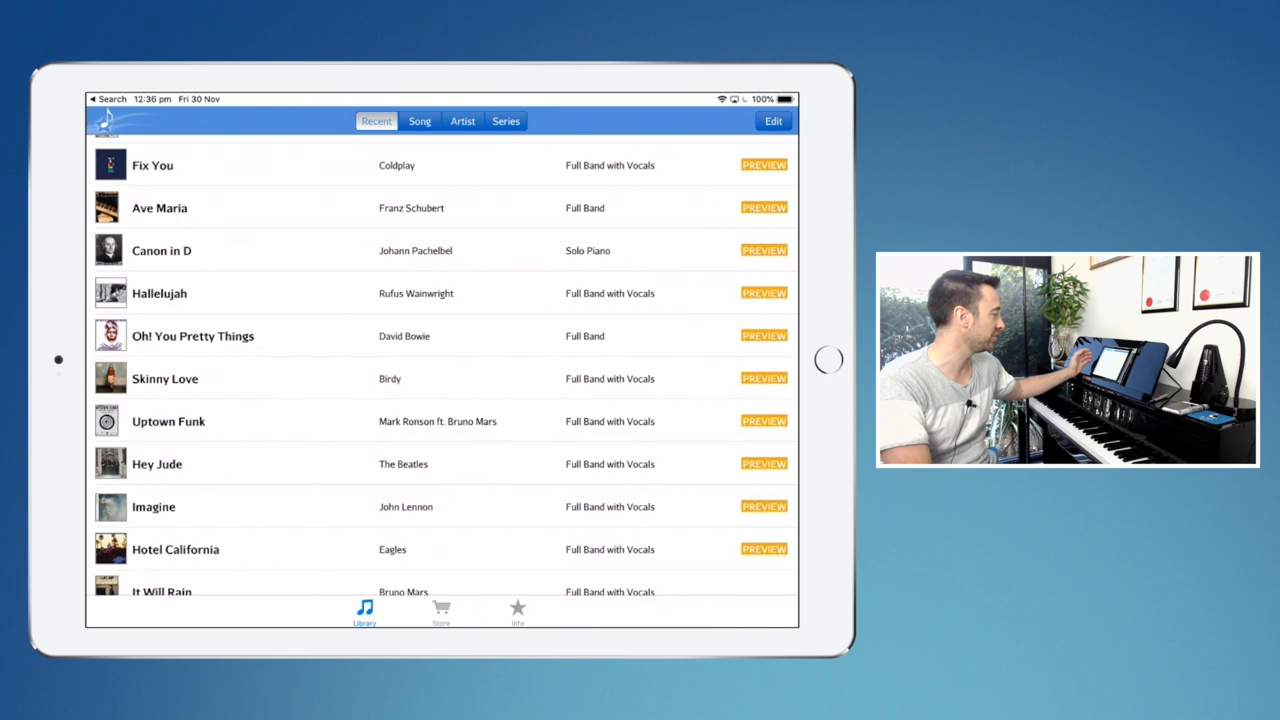 Search 12:36 pm Fri 30 Nov 100%
Recent Song Artist Series Edit
Fix You Coldplay Full Band with Vocals PREVIEW
Ave Maria Franz Schubert Full Band PREVIEW
Canon in D Johann Pachelbel Solo Piano PREVIEW
Hallelujah Rufus Wainwright Full Band with Vocals PREVIEW
Oh! You Pretty Things David Bowie Full Band PREVIEW
Skinny Love Birdy Full Band with Vocals PREVIEW
Uptown Funk Mark Ronson ft. Bruno Mars Full Band with Vocals PREVIEW
Hey Jude The Beatles Full Band with Vocals PREVIEW
Imagine John Lennon Full Band with Vocals PREVIEW
Hotel California Eagles Full Band with Vocals PREVIEW
It Will Rain Bruno Mars Full Band with Vocals
Library Store Info